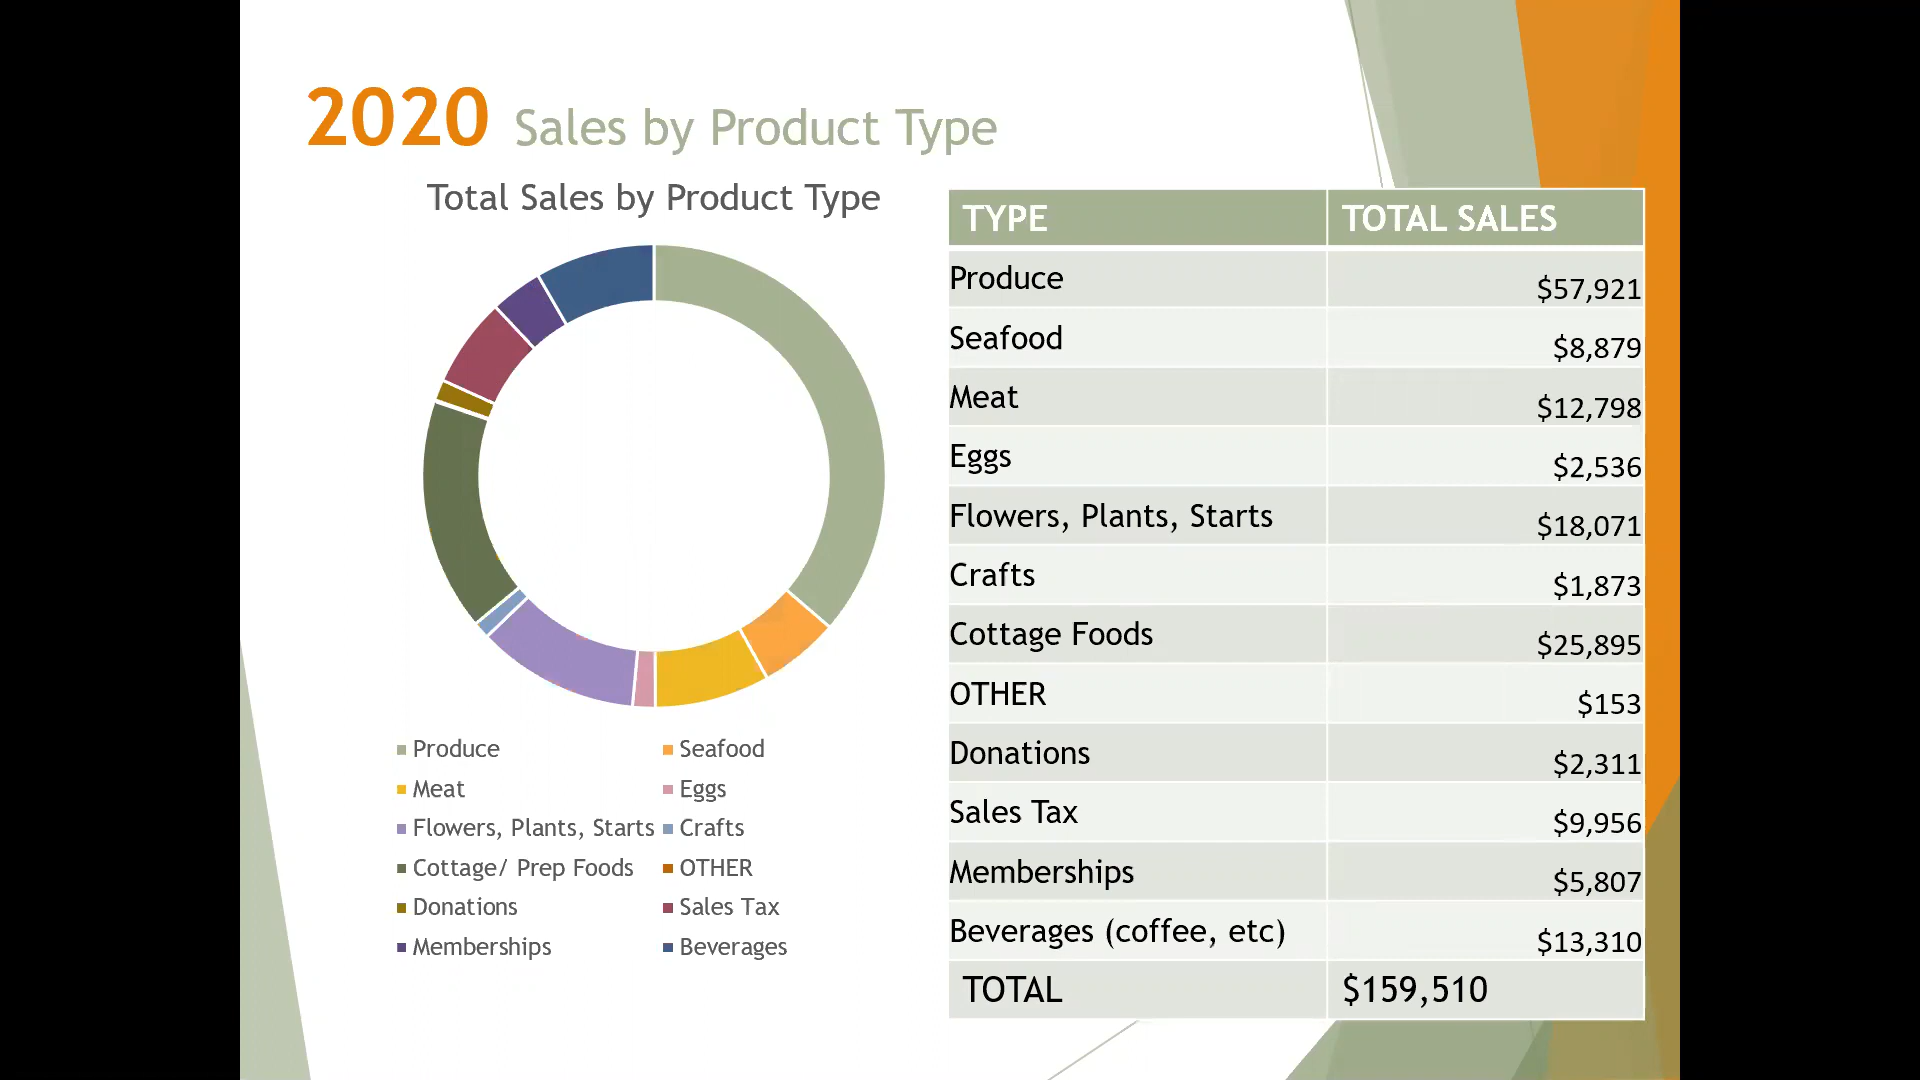 2020 Sales by Product Type
Total Sales by Product Type
Produce
Seafood
Meat
Eggs
Flowers, Plants, Starts
Crafts
Cottage/ Prep Foods
OTHER
Donations
Sales Tax
Memberships
Beverages
TYPE TOTAL SALES
Produce $57,921
Seafood $8,879
Meat $12,798
Eggs $2,536
Flowers, Plants, Starts $18,071
Crafts $1,873
Cottage Foods $25,895
OTHER $153
Donations $2,311
Sales Tax $9,956
Memberships $5,807
Beverages (coffee, etc) $13,310
TOTAL $159,510